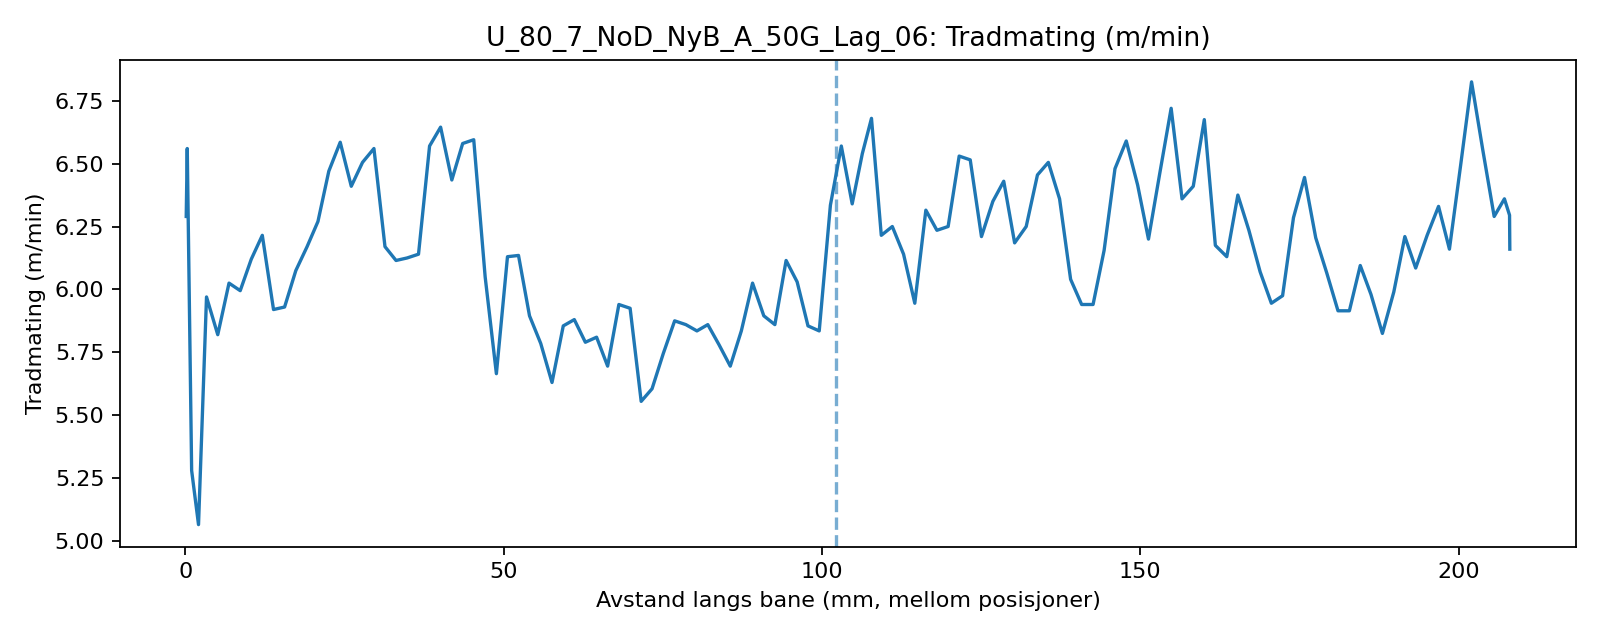 U_80_7_NoD_NyB_A_50G_Lag_06: Tradmating (m/min)
Tradmating (m/min)
6.75
6.50
6.25
6.00
5.75
5.50
5.25
5.00
0 50 100 150 200
Avstand langs bane (mm, mellom posisjoner)